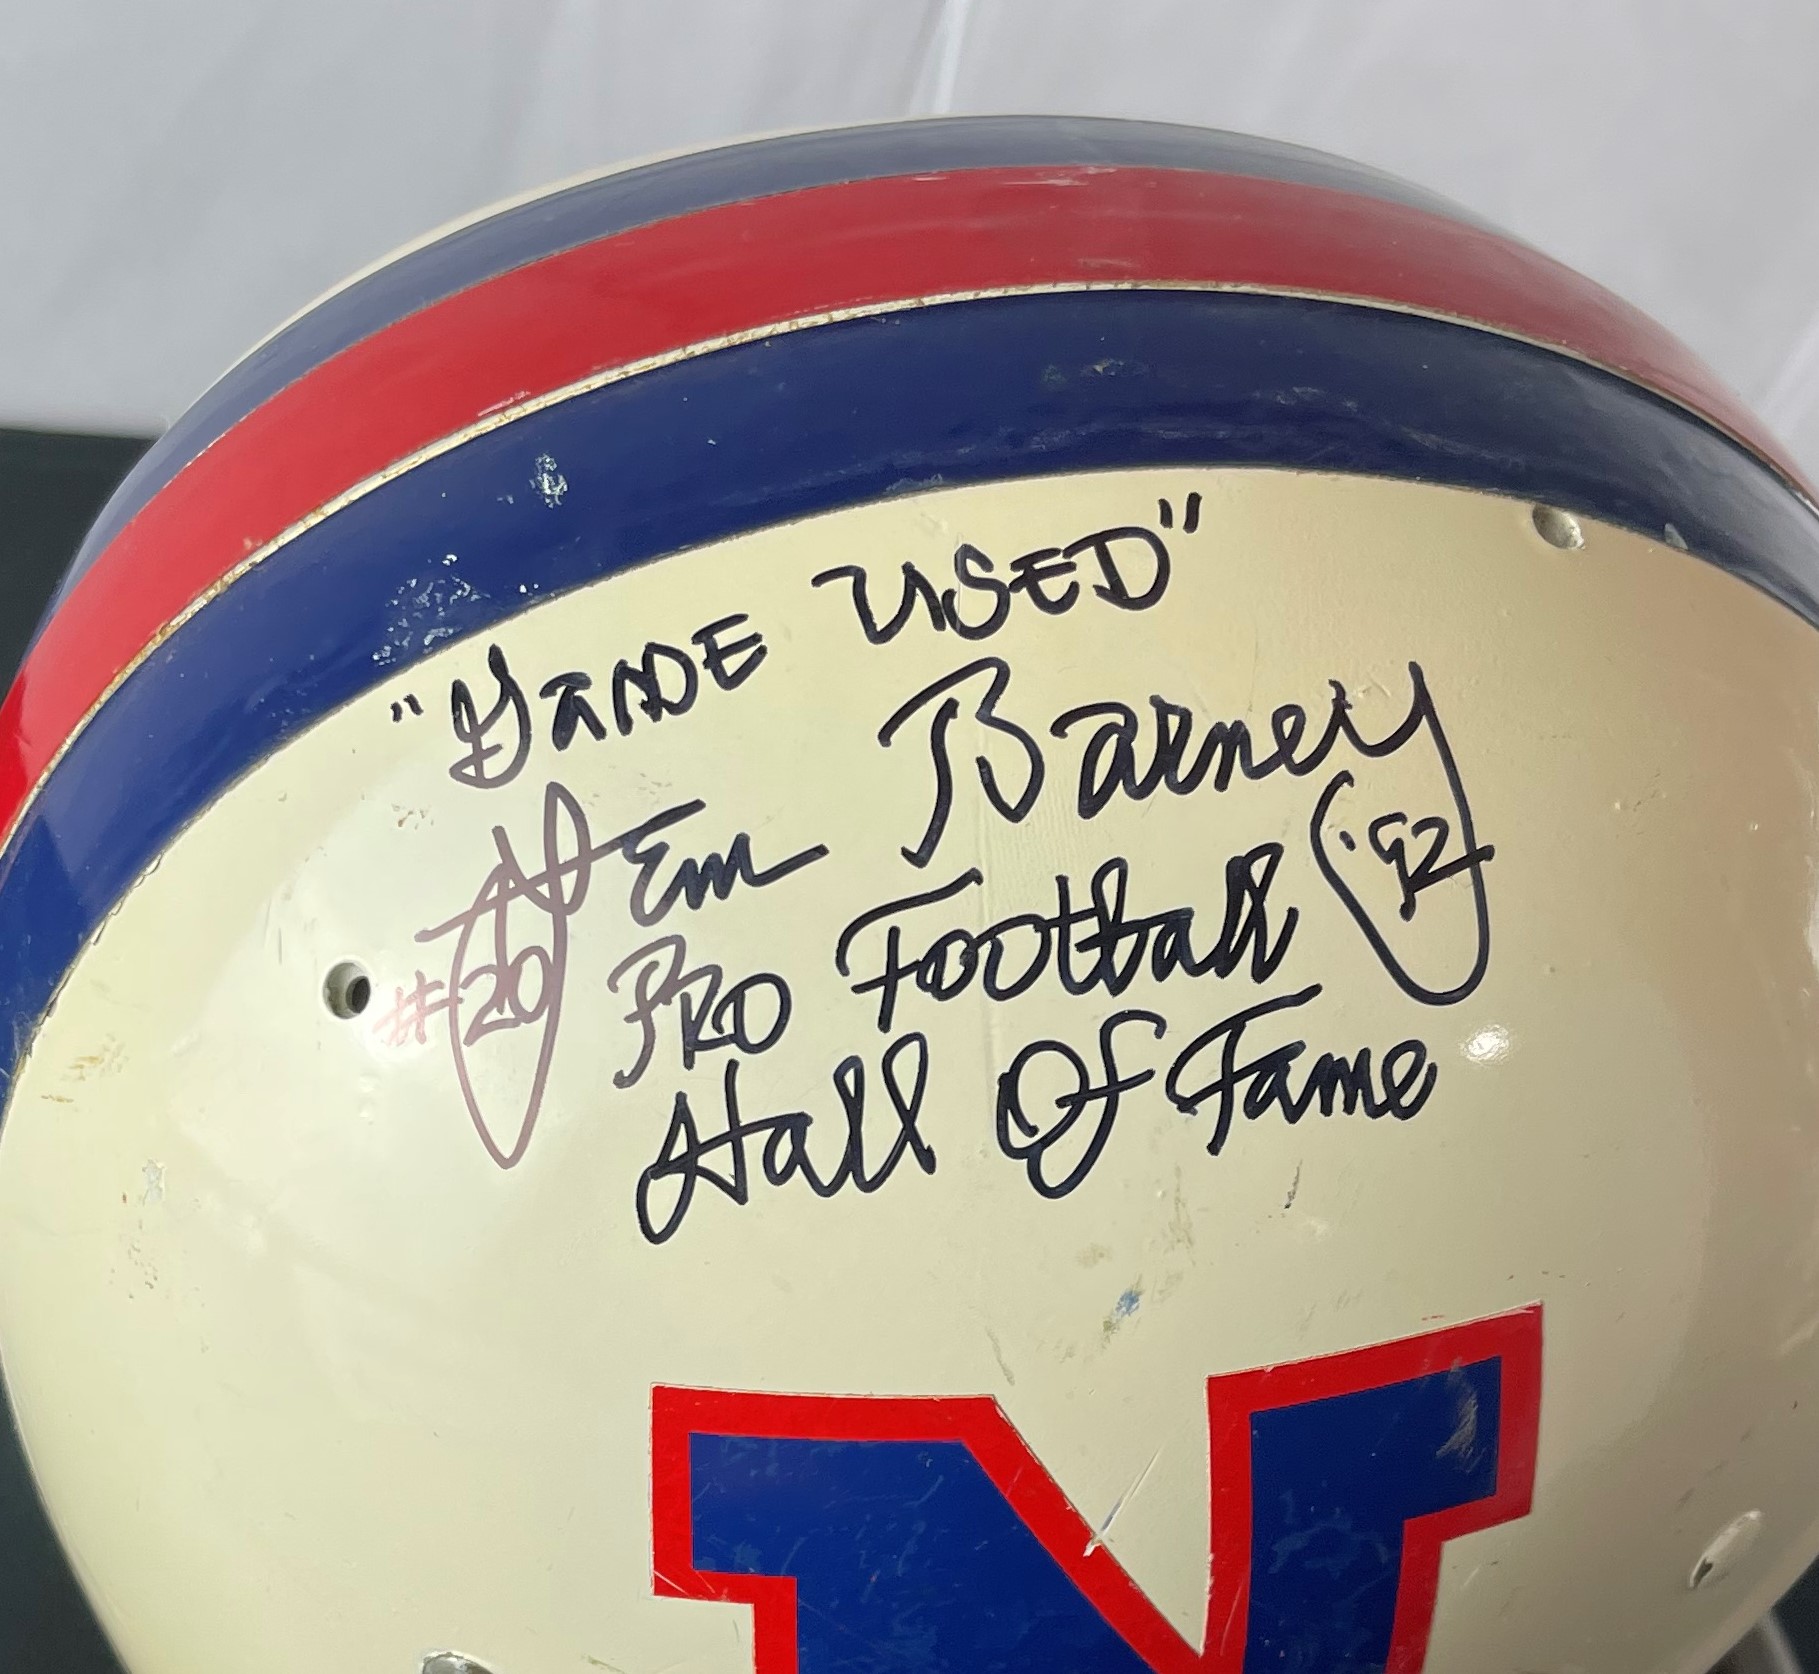 "GAME USED"
Lem Barney
#20
PRO Football '92
Hall Of Fame
N